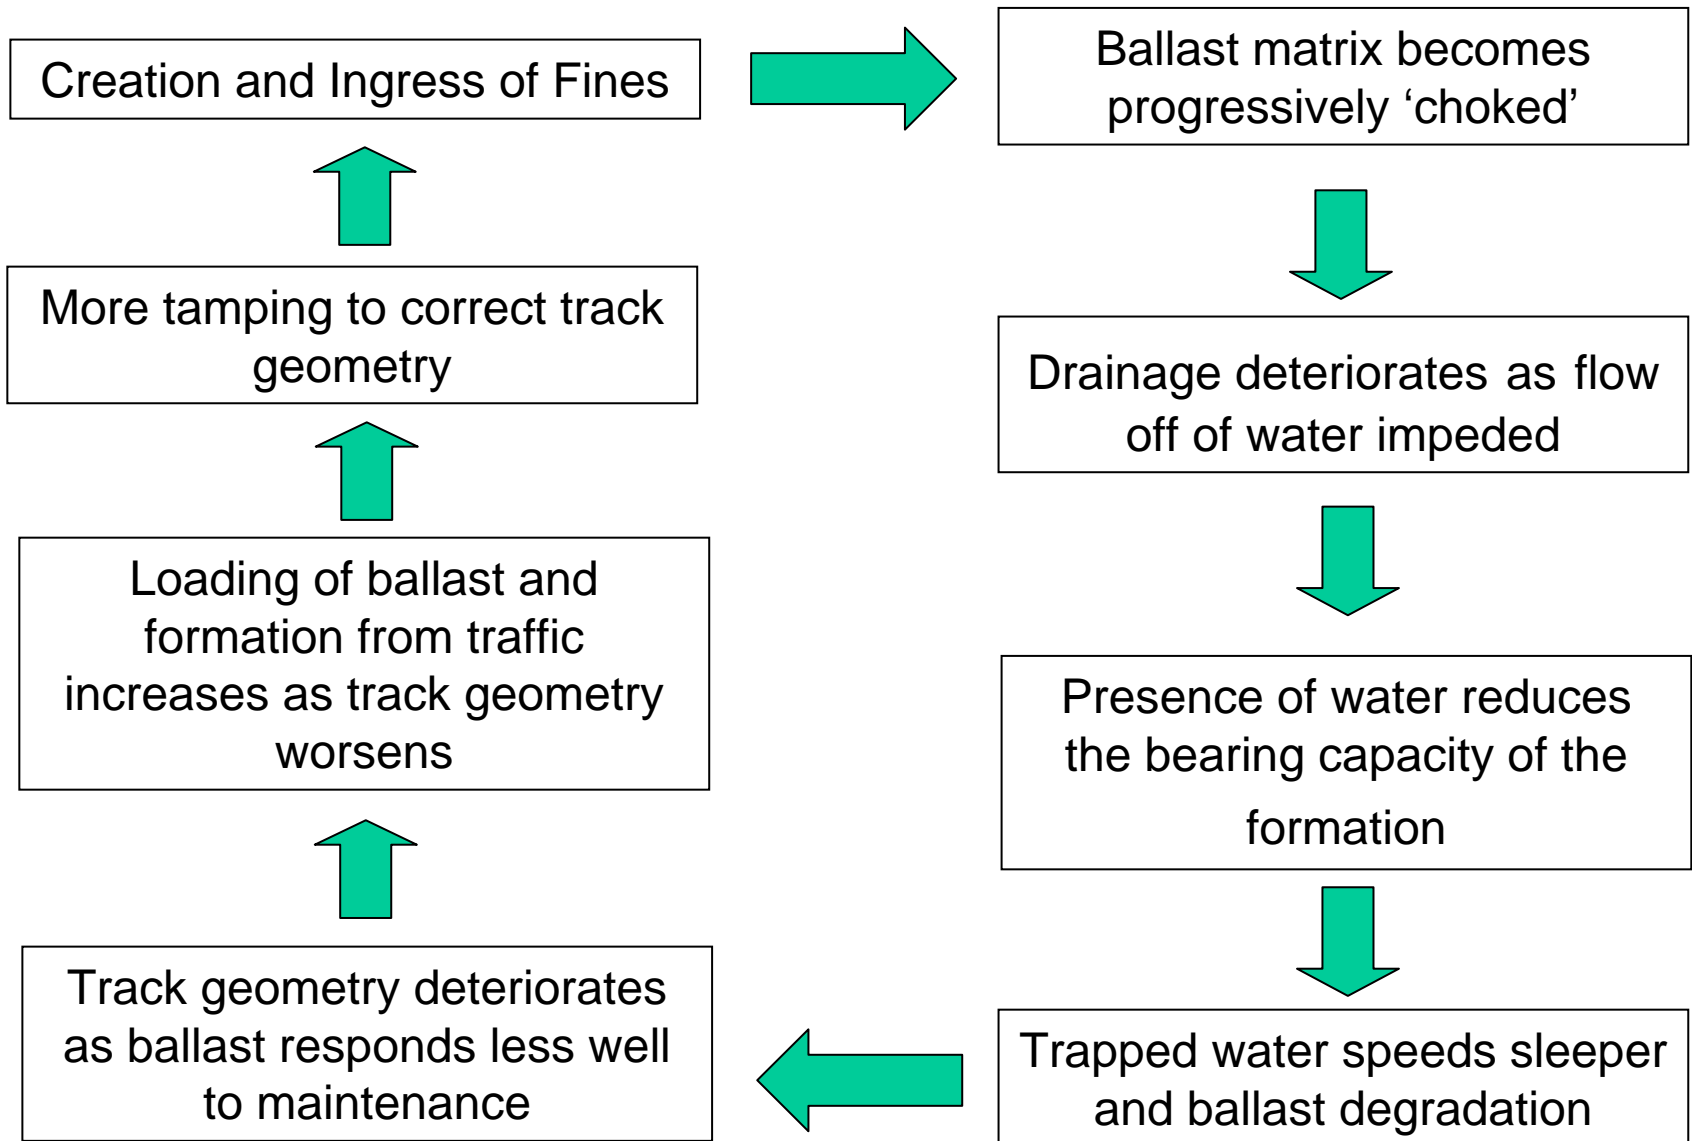 Creation and Ingress of Fines
Ballast matrix becomes
progressively ‘choked’
Drainage deteriorates as flow
off of water impeded
Presence of water reduces
the bearing capacity of the
formation
Trapped water speeds sleeper
and ballast degradation
Track geometry deteriorates
as ballast responds less well
to maintenance
Loading of ballast and
formation from traffic
increases as track geometry
worsens
More tamping to correct track
geometry